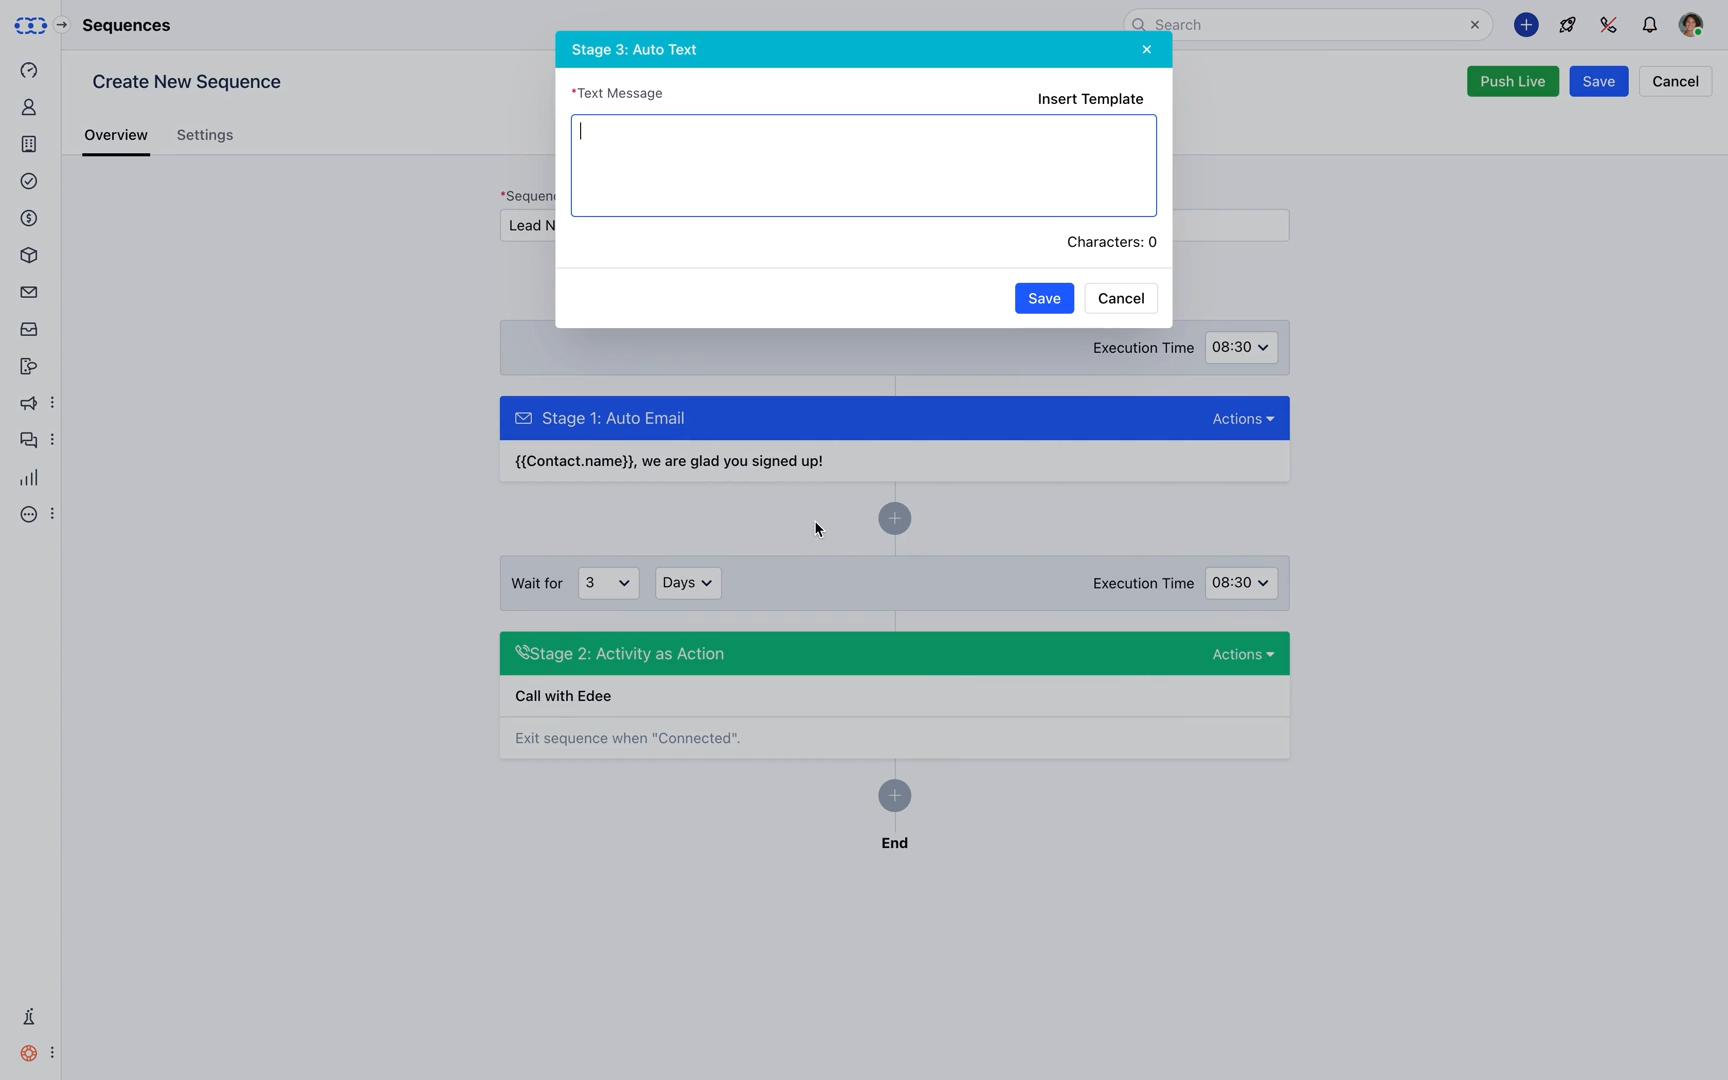 Sequences
Search
Stage 3: Auto Text
*Text Message
Insert Template
Characters: 0
Save
Cancel
Create New Sequence
Push Live
Save
Cancel
Overview
Settings
*Sequen
Lead N
Execution Time
08:30
Stage 1: Auto Email
Actions
{{Contact.name}}, we are glad you signed up!
Wait for
3
Days
Execution Time
08:30
Stage 2: Activity as Action
Actions
Call with Edee
Exit sequence when "Connected".
End